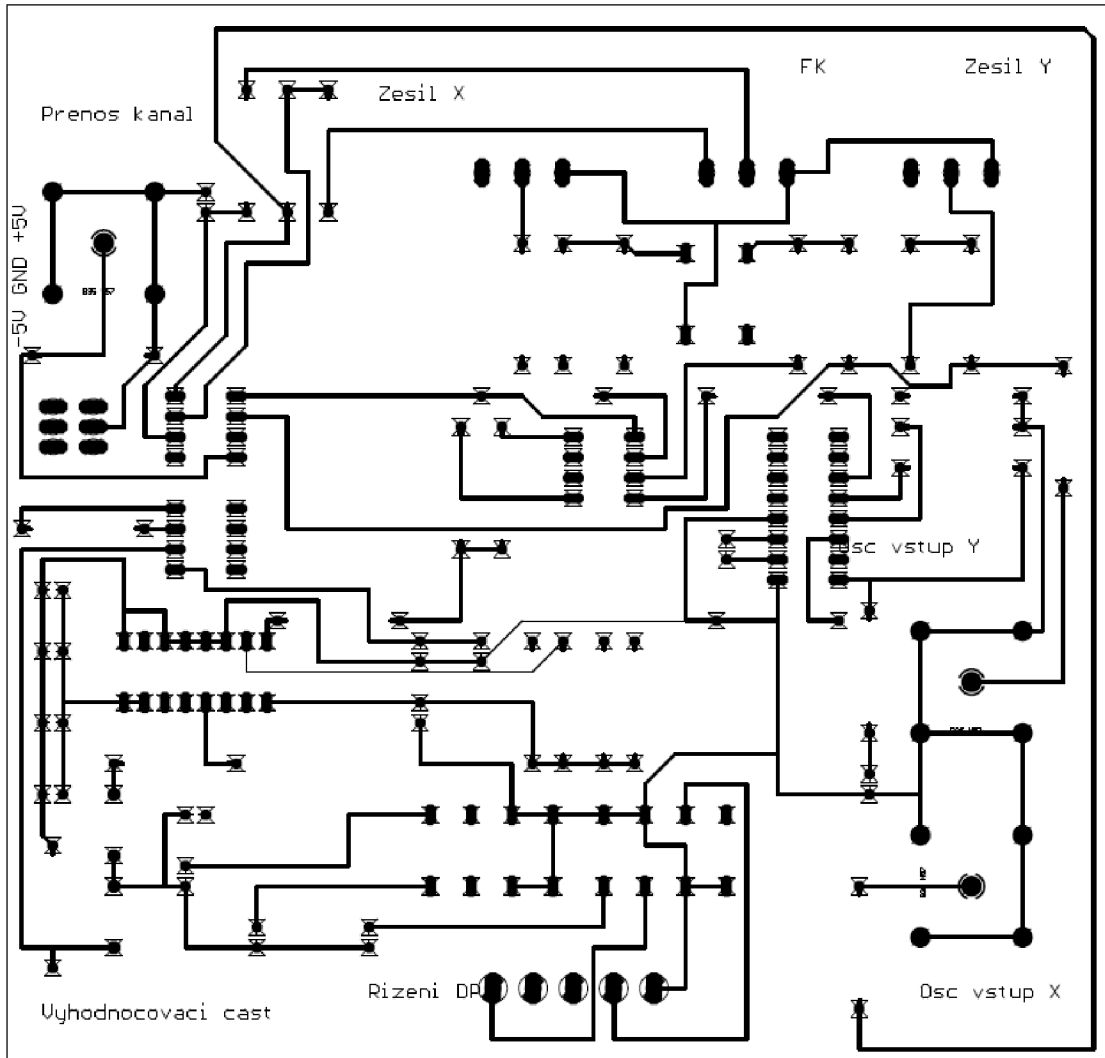 FK
Zesil Y
Zesil X
Prenos kanal
-5V GND +5V
Osc vstup Y
Rizeni DP
Osc vstup X
Vyhodnocovaci cast